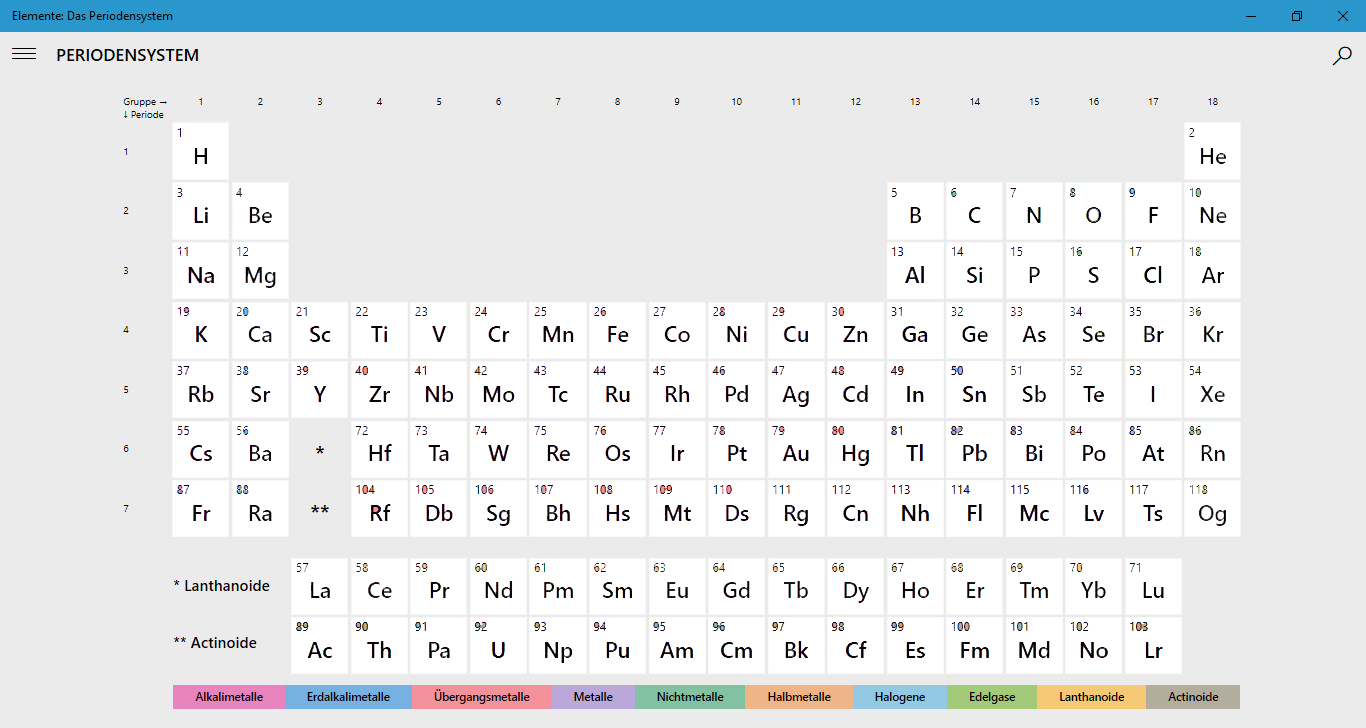 Elemente: Das Periodensystem
PERIODENSYSTEM
Gruppe → 1 2 3 4 5 6 7 8 9 10 11 12 13 14 15 16 17 18
↓ Periode
1 2
1 H He
3 4 5 6 7 8 9 10
2 Li Be B C N O F Ne
11 12 13 14 15 16 17 18
3 Na Mg Al Si P S Cl Ar
19 20 21 22 23 24 25 26 27 28 29 30 31 32 33 34 35 36
4 K Ca Sc Ti V Cr Mn Fe Co Ni Cu Zn Ga Ge As Se Br Kr
37 38 39 40 41 42 43 44 45 46 47 48 49 50 51 52 53 54
5 Rb Sr Y Zr Nb Mo Tc Ru Rh Pd Ag Cd In Sn Sb Te I Xe
55 56 72 73 74 75 76 77 78 79 80 81 82 83 84 85 86
6 Cs Ba * Hf Ta W Re Os Ir Pt Au Hg Tl Pb Bi Po At Rn
87 88 104 105 106 107 108 109 110 111 112 113 114 115 116 117 118
7 Fr Ra ** Rf Db Sg Bh Hs Mt Ds Rg Cn Nh Fl Mc Lv Ts Og
57 58 59 60 61 62 63 64 65 66 67 68 69 70 71
* Lanthanoide La Ce Pr Nd Pm Sm Eu Gd Tb Dy Ho Er Tm Yb Lu
89 90 91 92 93 94 95 96 97 98 99 100 101 102 103
** Actinoide Ac Th Pa U Np Pu Am Cm Bk Cf Es Fm Md No Lr
Alkalimetalle Erdalkalimetalle Übergangsmetalle Metalle Nichtmetalle Halbmetalle Halogene Edelgase Lanthanoide Actinoide